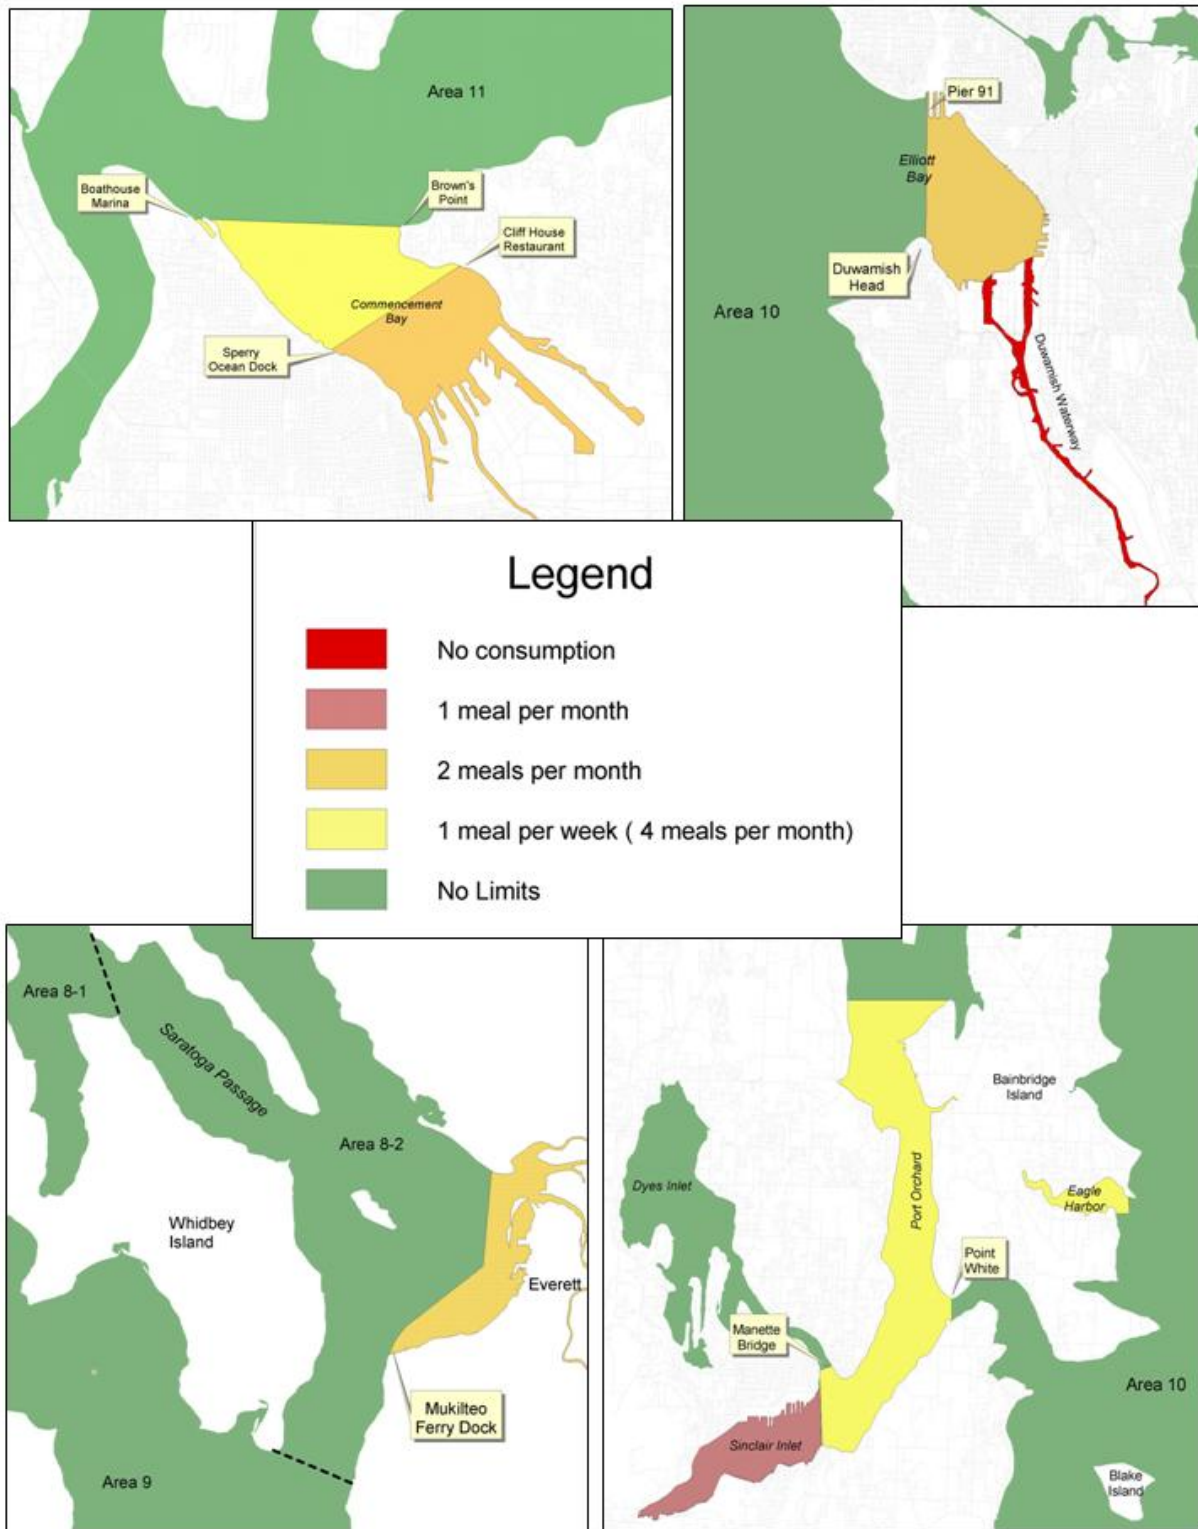 Area 11
Boathouse
Marina
Brown's
Point
Cliff House
Restaurant
Commencement
Bay
Sperry
Ocean Dock
Pier 91
Elliott
Bay
Duwamish
Head
Area 10
Duwamish Waterway
Legend
No consumption
1 meal per month
2 meals per month
1 meal per week ( 4 meals per month)
No Limits
Area 8-1
Saratoga Passage
Area 8-2
Whidbey
Island
Everett
Mukilteo
Ferry Dock
Area 9
Bainbridge
Island
Dyes Inlet
Port Orchard
Eagle
Harbor
Point
White
Manette
Bridge
Area 10
Sinclair Inlet
Blake
Island